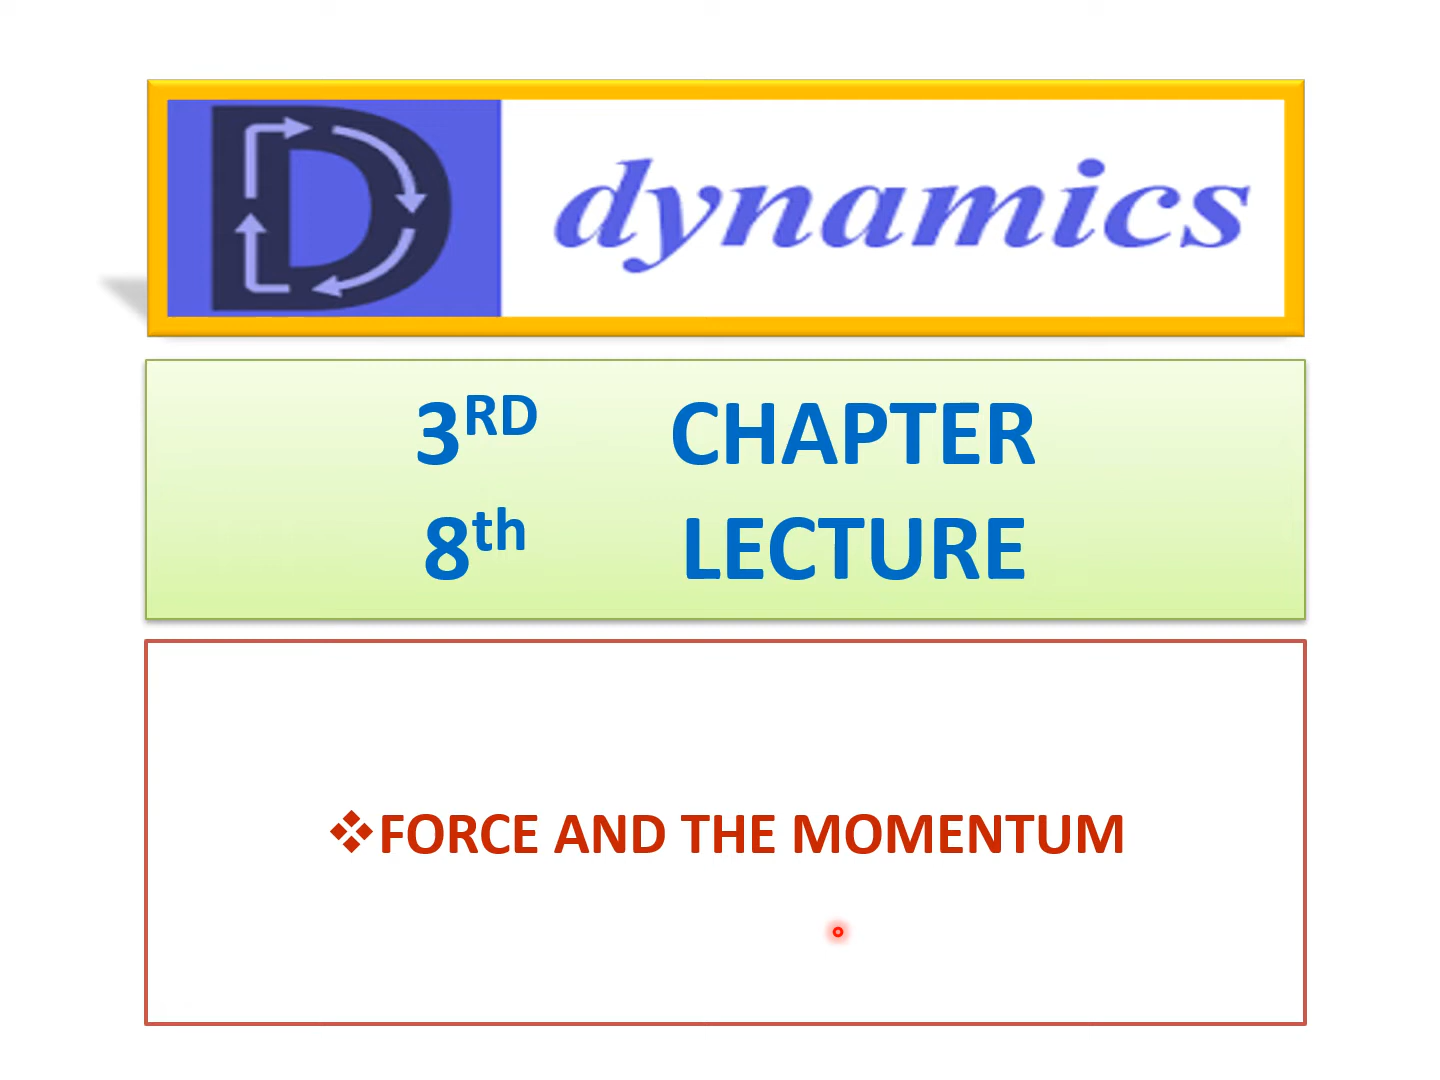 D dynamics
3RD CHAPTER
8th LECTURE
❖FORCE AND THE MOMENTUM